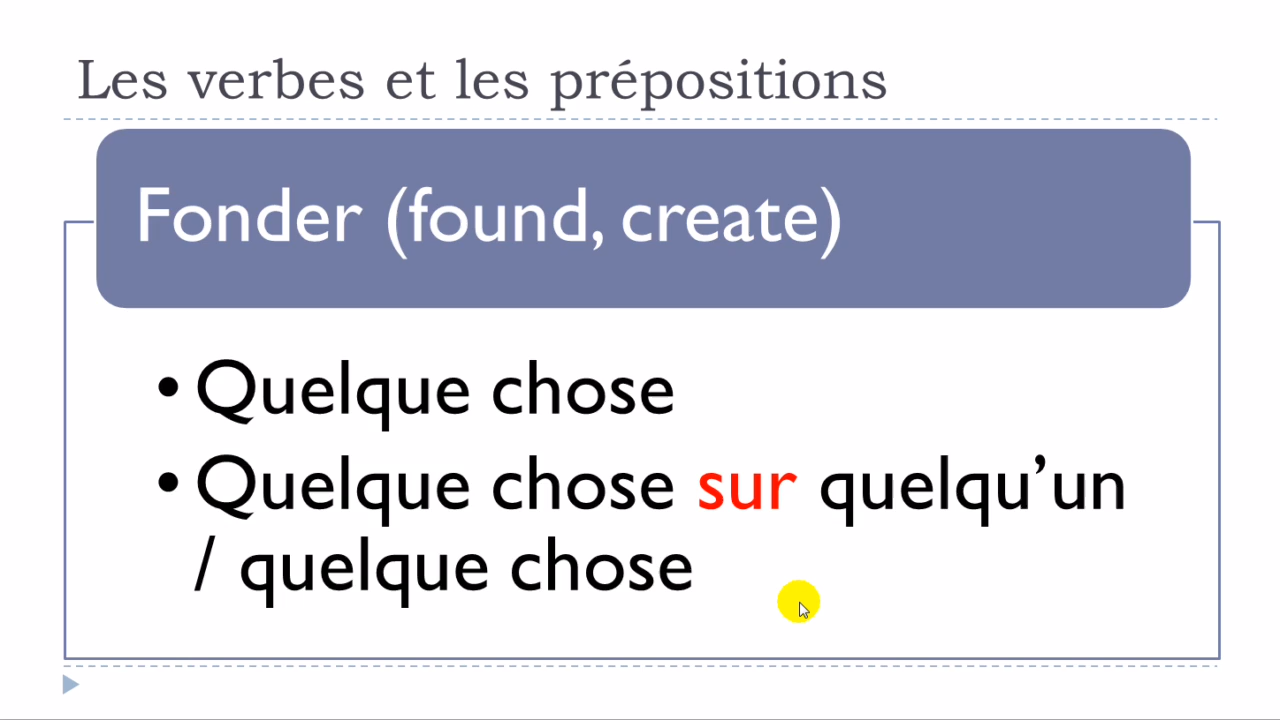 Les verbes et les prépositions
Fonder (found, create)
• Quelque chose
• Quelque chose sur quelqu’un
/ quelque chose